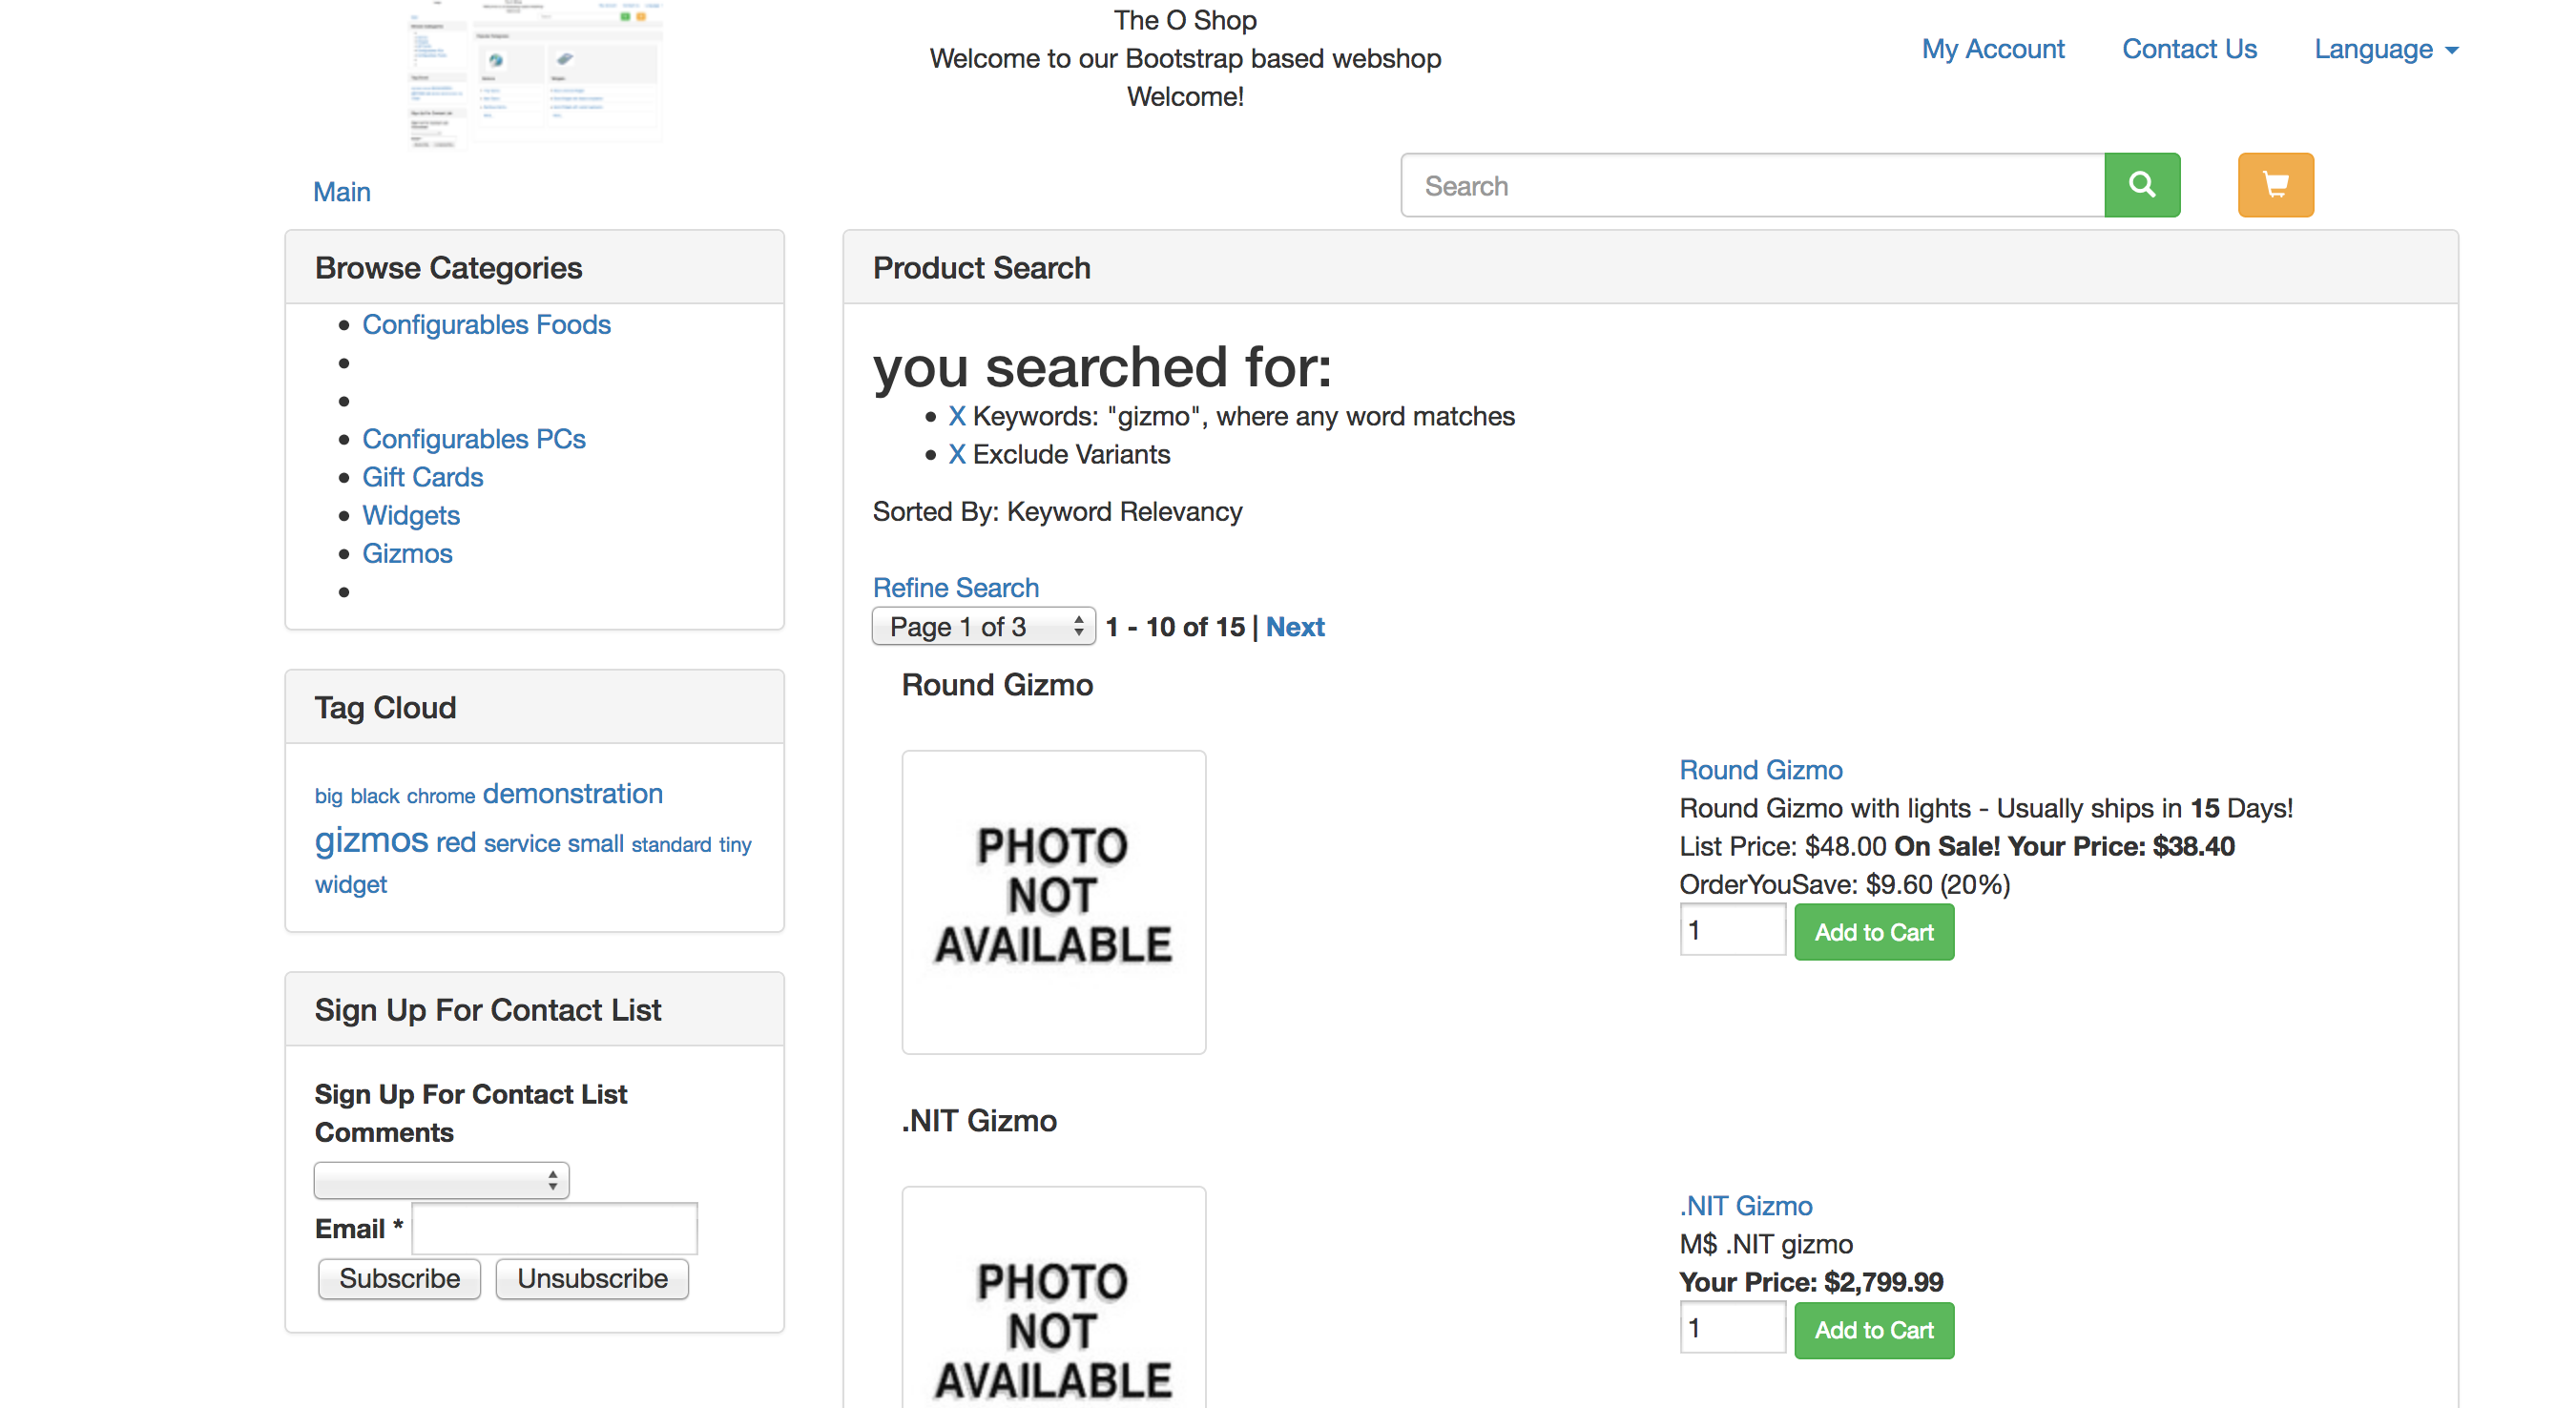 The O Shop
Welcome to our Bootstrap based webshop
Welcome!
My Account
Contact Us
Language
Main
Search
Browse Categories
Configurables Foods
Configurables PCs
Gift Cards
Widgets
Gizmos
Tag Cloud
big black chrome demonstration
gizmos red service small standard tiny
widget
Sign Up For Contact List
Sign Up For Contact List
Comments
Email *
Subscribe
Unsubscribe
Product Search
you searched for:
X Keywords: "gizmo", where any word matches
X Exclude Variants
Sorted By: Keyword Relevancy
Refine Search
Page 1 of 3 1 - 10 of 15 | Next
Round Gizmo
PHOTO
NOT
AVAILABLE
Round Gizmo
Round Gizmo with lights - Usually ships in 15 Days!
List Price: $48.00 On Sale! Your Price: $38.40
OrderYouSave: $9.60 (20%)
1 Add to Cart
.NIT Gizmo
PHOTO
NOT
AVAILABLE
.NIT Gizmo
M$ .NIT gizmo
Your Price: $2,799.99
1 Add to Cart